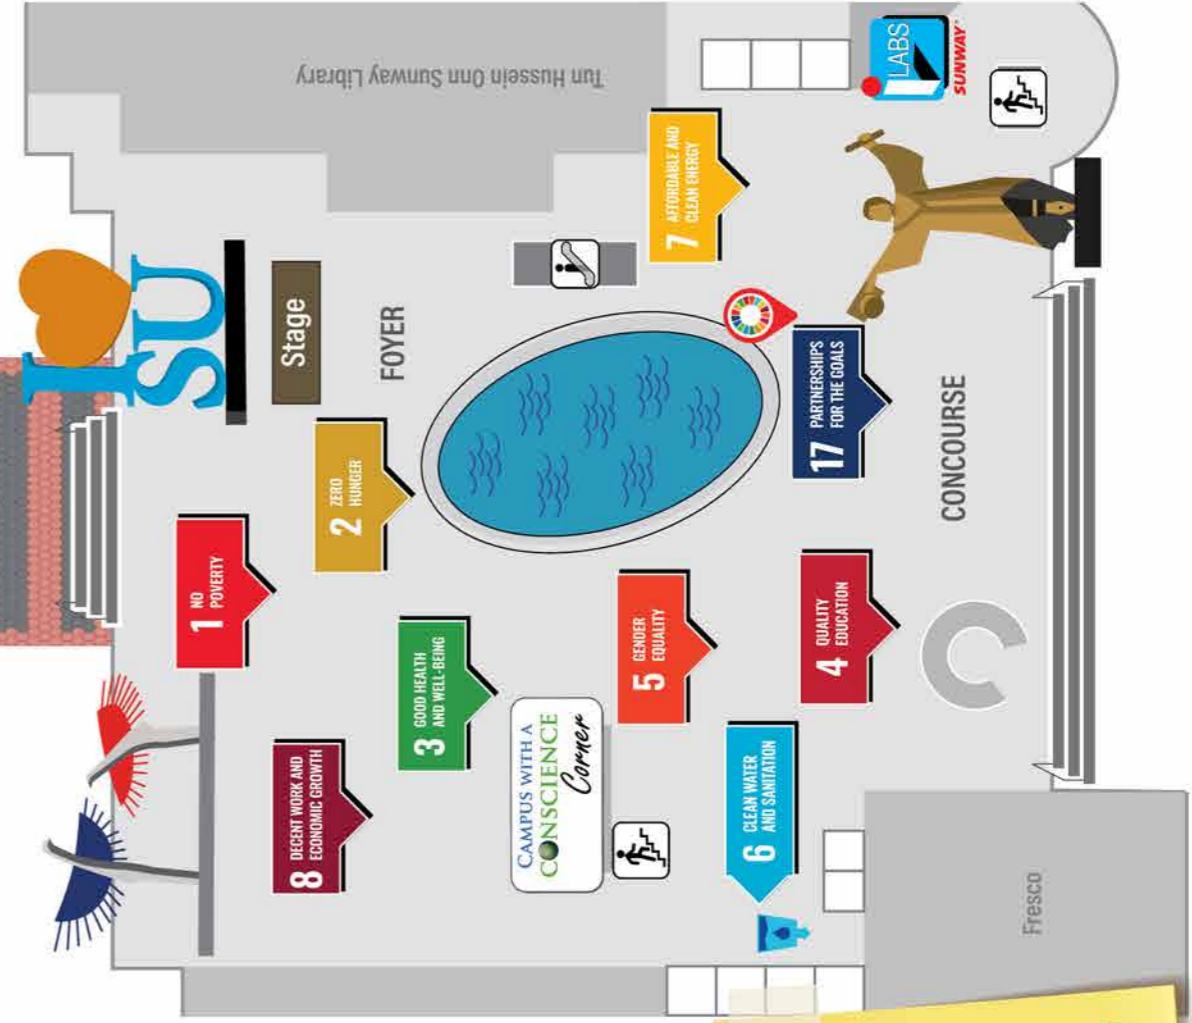 Tun Hussein Onn Sunway Library
LABS
SUNWAY
7 AFFORDABLE AND
CLEAN ENERGY
I
SU
Stage
FOYER
2 ZERO
HUNGER
17 PARTNERSHIPS
FOR THE GOALS
CONCOURSE
1 NO
POVERTY
3 GOOD HEALTH
AND WELL-BEING
5 GENDER
EQUALITY
4 QUALITY
EDUCATION
8 DECENT WORK AND
ECONOMIC GROWTH
CAMPUS WITH A
CONSCIENCE
Corner
6 CLEAN WATER
AND SANITATION
Fresco